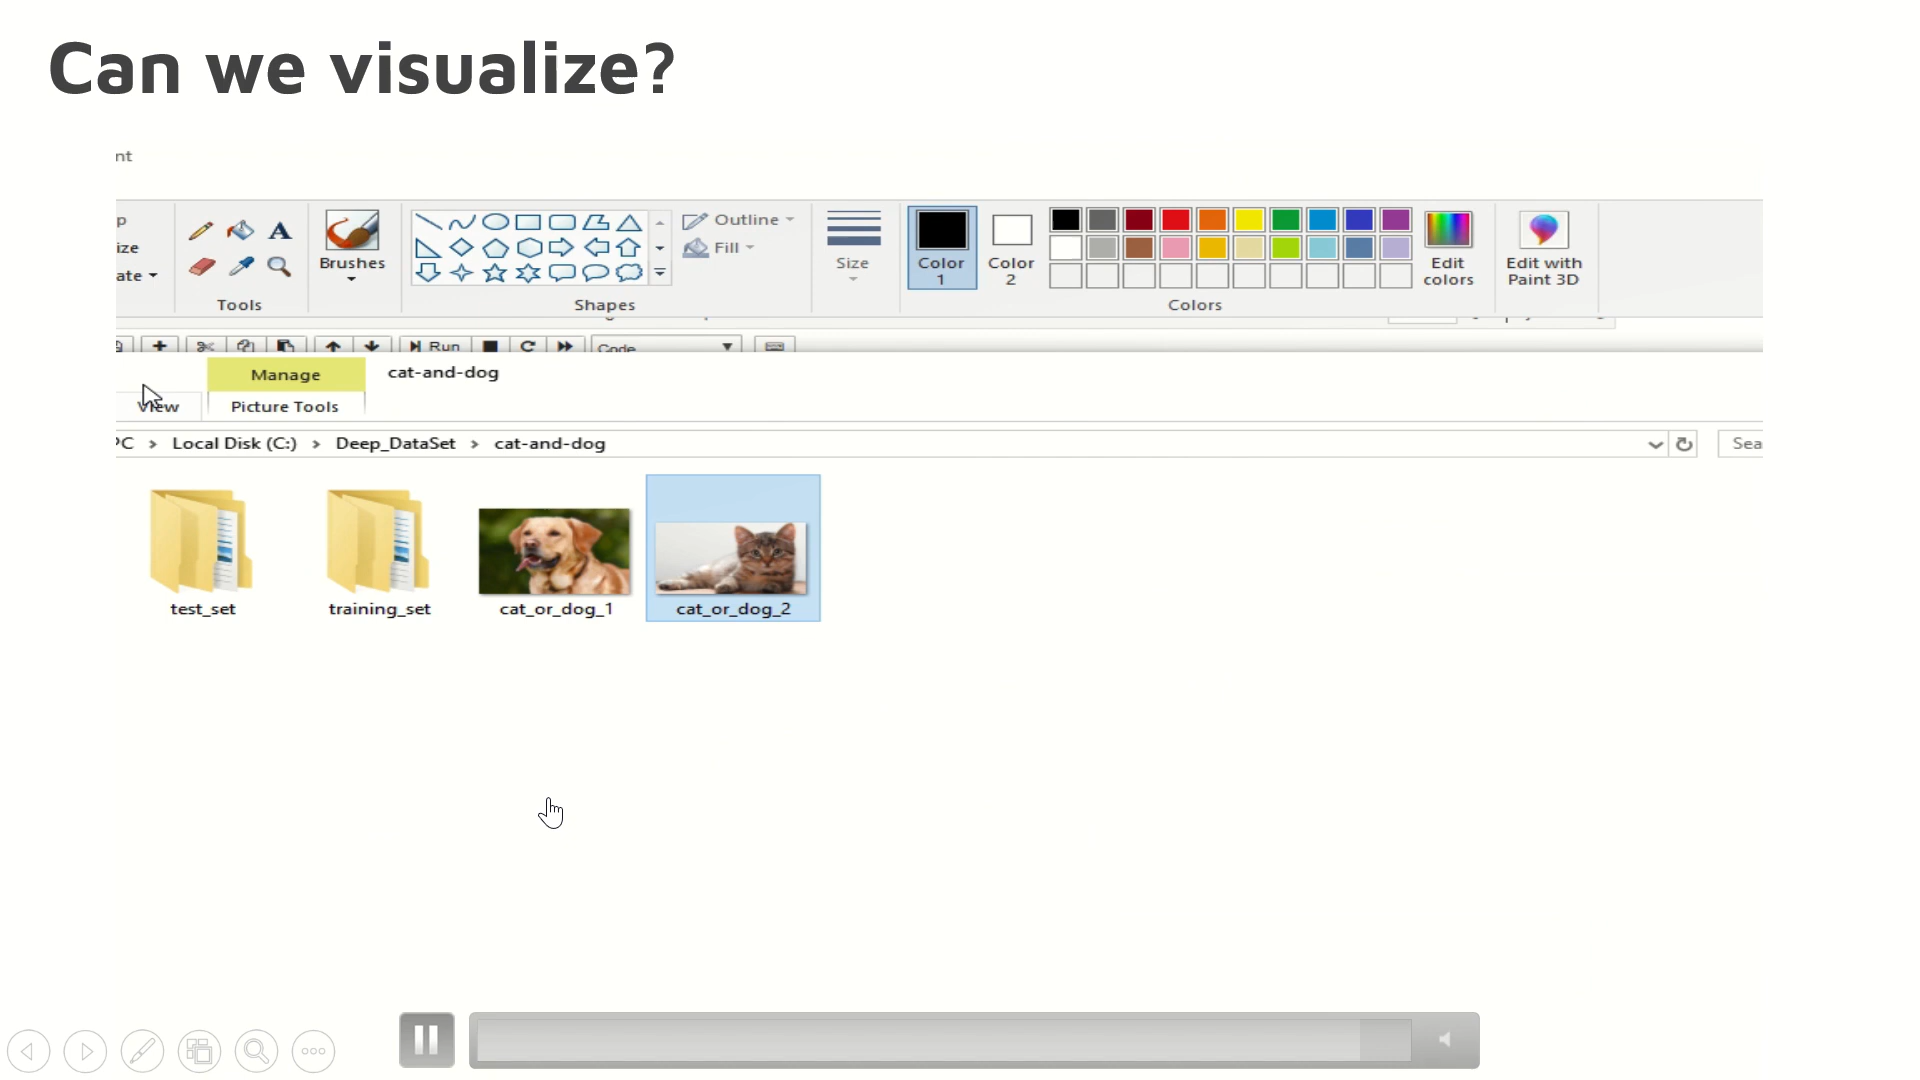 Can we visualize?
nt
p
ize
ate
Brushes
Outline
Fill
Size
Color 1
Color 2
Edit colors
Edit with Paint 3D
Tools
Shapes
Colors
Run
Code
Manage
cat-and-dog
View
Picture Tools
PC > Local Disk (C:) > Deep_DataSet > cat-and-dog
Sea
test_set
training_set
cat_or_dog_1
cat_or_dog_2